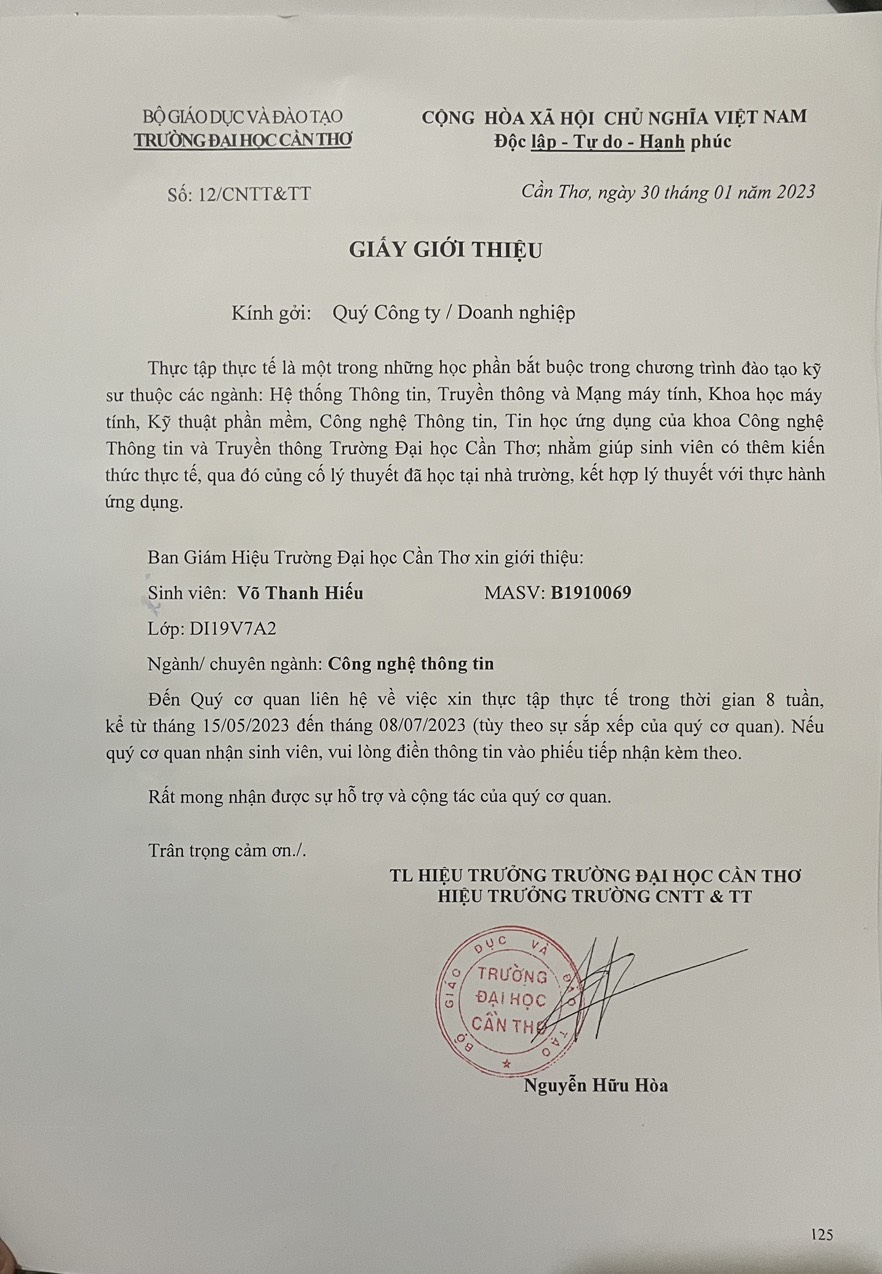 BỘ GIÁO DỤC VÀ ĐÀO TẠO
TRƯỜNG ĐẠI HỌC CẦN THƠ
CỘNG HÒA XÃ HỘI CHỦ NGHĨA VIỆT NAM
Độc lập - Tự do - Hạnh phúc
Số: 12/CNTT&TT
Cần Thơ, ngày 30 tháng 01 năm 2023
GIẤY GIỚI THIỆU
Kính gởi: Quý Công ty / Doanh nghiệp
Thực tập thực tế là một trong những học phần bắt buộc trong chương trình đào tạo kỹ
sư thuộc các ngành: Hệ thống Thông tin, Truyền thông và Mạng máy tính, Khoa học máy
tính, Kỹ thuật phần mềm, Công nghệ Thông tin, Tin học ứng dụng của khoa Công nghệ
Thông tin và Truyền thông Trường Đại học Cần Thơ; nhằm giúp sinh viên có thêm kiến
thức thực tế, qua đó củng cố lý thuyết đã học tại nhà trường, kết hợp lý thuyết với thực hành
ứng dụng.
Ban Giám Hiệu Trường Đại học Cần Thơ xin giới thiệu:
Sinh viên: Võ Thanh Hiếu MASV: B1910069
Lớp: DI19V7A2
Ngành/ chuyên ngành: Công nghệ thông tin
Đến Quý cơ quan liên hệ về việc xin thực tập thực tế trong thời gian 8 tuần,
kể từ tháng 15/05/2023 đến tháng 08/07/2023 (tùy theo sự sắp xếp của quý cơ quan). Nếu
quý cơ quan nhận sinh viên, vui lòng điền thông tin vào phiếu tiếp nhận kèm theo.
Rất mong nhận được sự hỗ trợ và cộng tác của quý cơ quan.
Trân trọng cảm ơn./.
TL HIỆU TRƯỞNG TRƯỜNG ĐẠI HỌC CẦN THƠ
HIỆU TRƯỞNG TRƯỜNG CNTT & TT
BỘ GIÁO DỤC VÀ ĐÀO TẠO
TRƯỜNG
ĐẠI HỌC
CẦN THƠ
Nguyễn Hữu Hòa
125